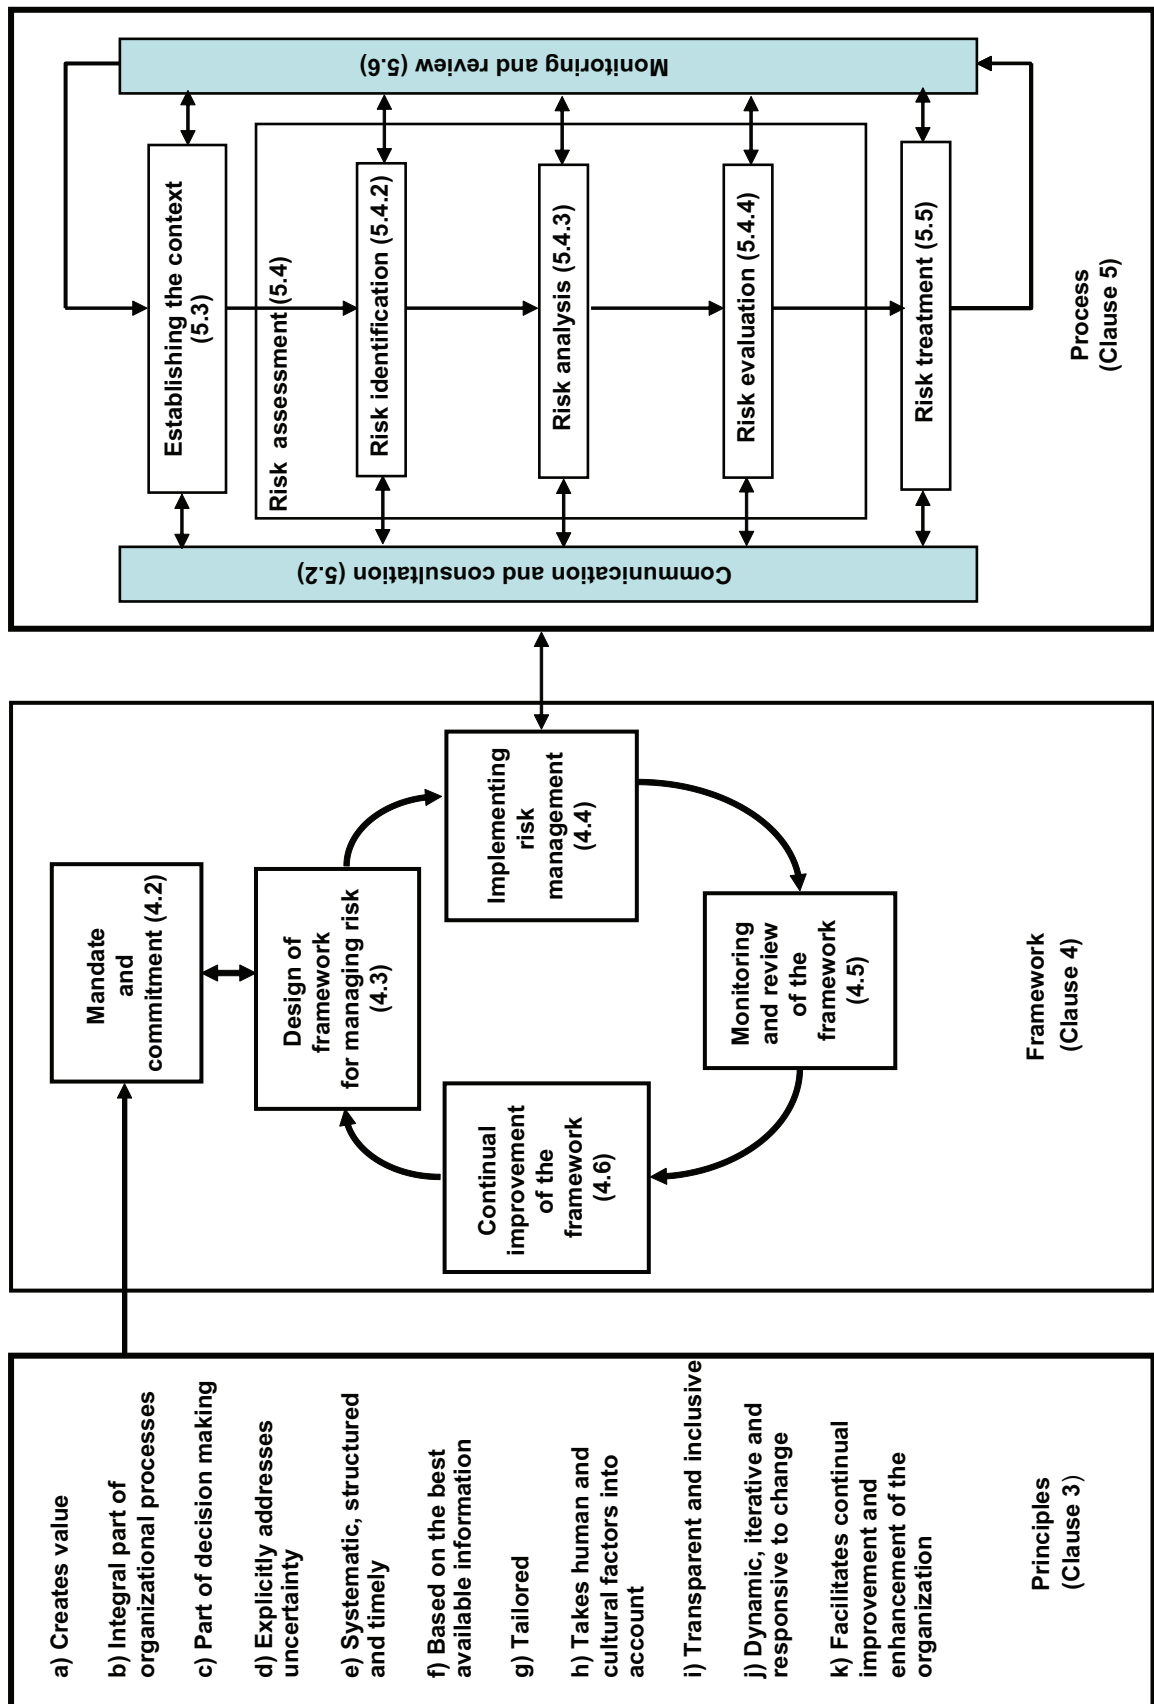 a) Creates value
b) Integral part of
organizational processes
c) Part of decision making
d) Explicitly addresses
uncertainty
e) Systematic, structured
and timely
f) Based on the best
available information
g) Tailored
h) Takes human and
cultural factors into
account
i) Transparent and inclusive
j) Dynamic, iterative and
responsive to change
k) Facilitates continual
improvement and
enhancement of the
organization
Principles
(Clause 3)
Mandate
and
commitment (4.2)
Design of
framework
for managing risk
(4.3)
Implementing
risk
management
(4.4)
Monitoring
and review
of the
framework
(4.5)
Continual
improvement
of the
framework
(4.6)
Framework
(Clause 4)
Communication and consultation (5.2)
Establishing the context
(5.3)
Risk assessment (5.4)
Risk identification (5.4.2)
Risk analysis (5.4.3)
Risk evaluation (5.4.4)
Risk treatment (5.5)
Monitoring and review (5.6)
Process
(Clause 5)